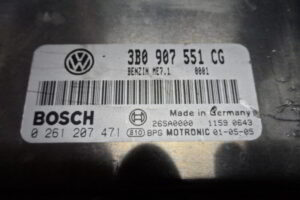 3B0 907 551 CG
BENZIN ME7.1 0001
BOSCH
Made in Germany
26SA0000 1159 0643
0 261 207 471
810 BPG MOTRONIC 01-05-05